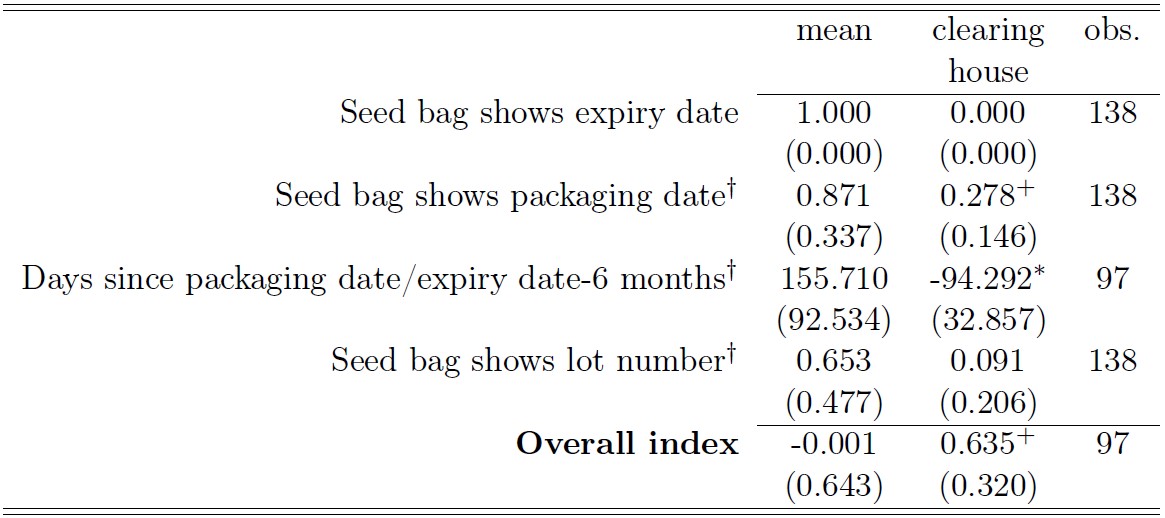 mean clearing obs.
house
Seed bag shows expiry date 1.000 0.000 138
(0.000) (0.000)
Seed bag shows packaging date† 0.871 0.278+ 138
(0.337) (0.146)
Days since packaging date/expiry date-6 months† 155.710 -94.292* 97
(92.534) (32.857)
Seed bag shows lot number† 0.653 0.091 138
(0.477) (0.206)
Overall index -0.001 0.635+ 97
(0.643) (0.320)